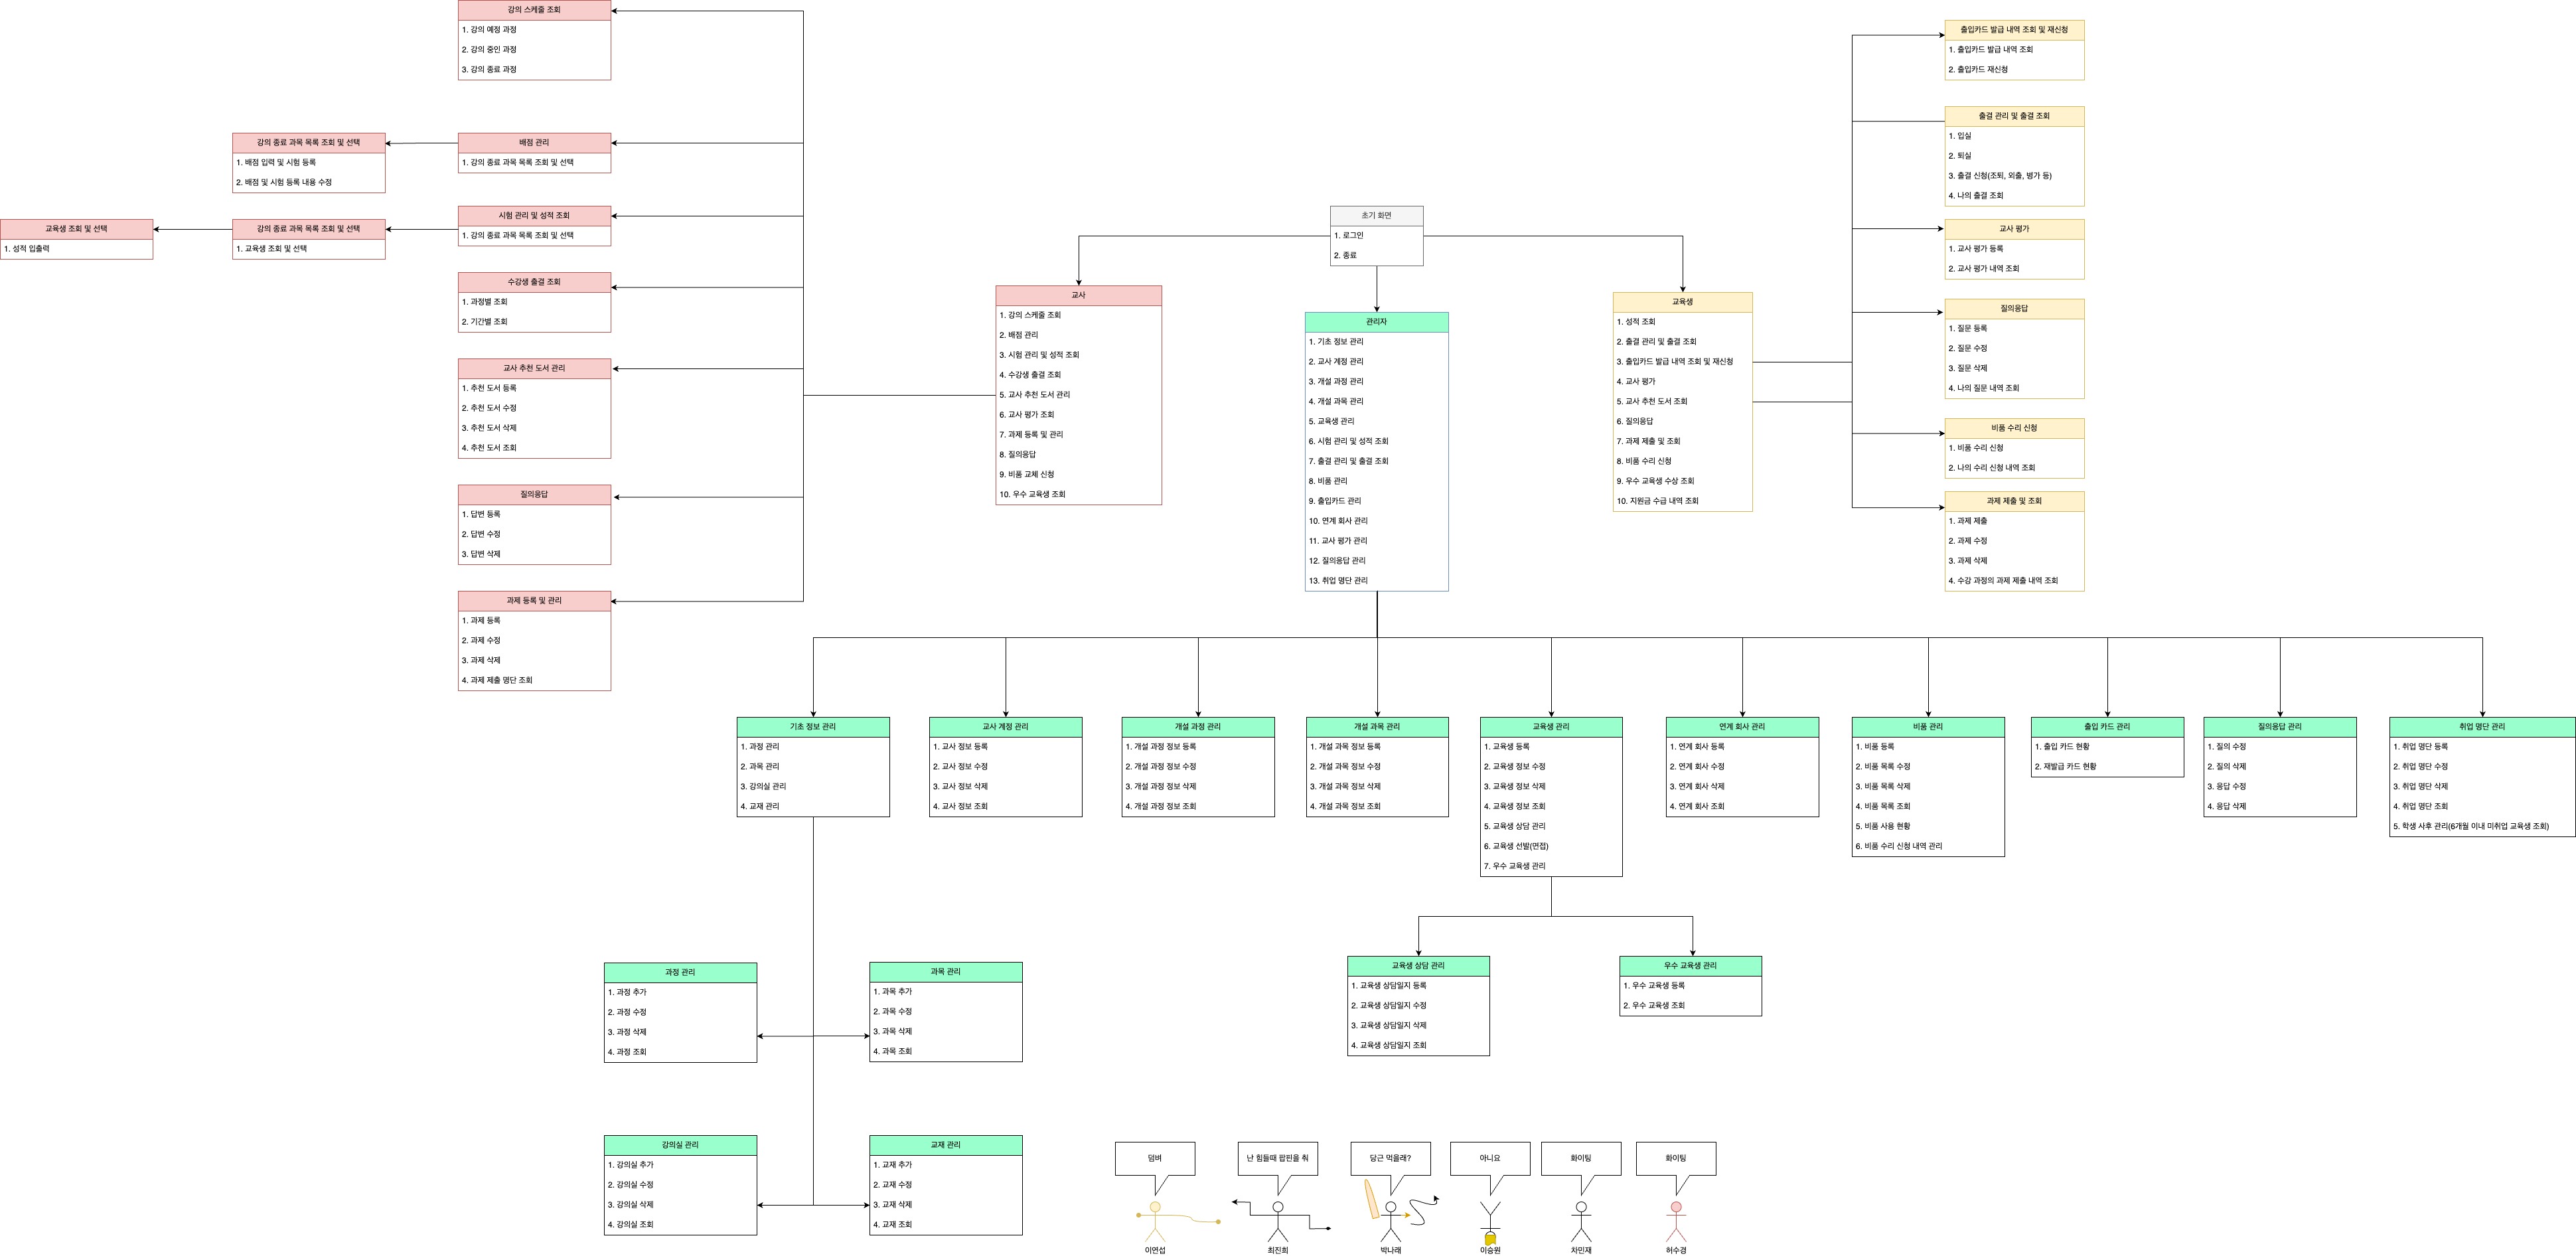 초기 화면
1. 로그인
2. 종료
교사
1. 강의 스케줄 조회
2. 배점 관리
3. 시험 관리 및 성적 조회
4. 수강생 출결 조회
5. 교사 추천 도서 관리
6. 교사 평가 조회
7. 과제 등록 및 관리
8. 질의응답
9. 비품 교체 신청
10. 우수 교육생 조회
강의 스케줄 조회
1. 강의 예정 과정
2. 강의 중인 과정
3. 강의 종료 과정
배점 관리
1. 강의 종료 과목 목록 조회 및 선택
강의 종료 과목 목록 조회 및 선택
1. 배점 입력 및 시험 등록
2. 배점 및 시험 등록 내용 수정
시험 관리 및 성적 조회
1. 강의 종료 과목 목록 조회 및 선택
강의 종료 과목 목록 조회 및 선택
1. 교육생 조회 및 선택
교육생 조회 및 선택
1. 성적 입출력
수강생 출결 조회
1. 과정별 조회
2. 기간별 조회
교사 추천 도서 관리
1. 추천 도서 등록
2. 추천 도서 수정
3. 추천 도서 삭제
4. 추천 도서 조회
질의응답
1. 답변 등록
2. 답변 수정
3. 답변 삭제
과제 등록 및 관리
1. 과제 등록
2. 과제 수정
3. 과제 삭제
4. 과제 제출 명단 조회
관리자
1. 기초 정보 관리
2. 교사 계정 관리
3. 개설 과정 관리
4. 개설 과목 관리
5. 교육생 관리
6. 시험 관리 및 성적 조회
7. 출결 관리 및 출결 조회
8. 비품 관리
9. 출입카드 관리
10. 연계 회사 관리
11. 교사 평가 관리
12. 질의응답 관리
13. 취업 명단 관리
교육생
1. 성적 조회
2. 출결 관리 및 출결 조회
3. 출입카드 발급 내역 조회 및 재신청
4. 교사 평가
5. 교사 추천 도서 조회
6. 질의응답
7. 과제 제출 및 조회
8. 비품 수리 신청
9. 우수 교육생 수상 조회
10. 지원금 수급 내역 조회
출입카드 발급 내역 조회 및 재신청
1. 출입카드 발급 내역 조회
2. 출입카드 재신청
출결 관리 및 출결 조회
1. 입실
2. 퇴실
3. 출결 신청(조퇴, 외출, 병가 등)
4. 나의 출결 조회
교사 평가
1. 교사 평가 등록
2. 교사 평가 내역 조회
질의응답
1. 질문 등록
2. 질문 수정
3. 질문 삭제
4. 나의 질문 내역 조회
비품 수리 신청
1. 비품 수리 신청
2. 나의 수리 신청 내역 조회
과제 제출 및 조회
1. 과제 제출
2. 과제 수정
3. 과제 삭제
4. 수강 과정의 과제 제출 내역 조회
기초 정보 관리
1. 과정 관리
2. 과목 관리
3. 강의실 관리
4. 교재 관리
교사 계정 관리
1. 교사 정보 등록
2. 교사 정보 수정
3. 교사 정보 삭제
4. 교사 정보 조회
개설 과정 관리
1. 개설 과정 정보 등록
2. 개설 과정 정보 수정
3. 개설 과정 정보 삭제
4. 개설 과정 정보 조회
개설 과목 관리
1. 개설 과목 정보 등록
2. 개설 과목 정보 수정
3. 개설 과목 정보 삭제
4. 개설 과목 정보 조회
교육생 관리
1. 교육생 등록
2. 교육생 정보 수정
3. 교육생 정보 삭제
4. 교육생 정보 조회
5. 교육생 상담 관리
6. 교육생 선발(면접)
7. 우수 교육생 관리
연계 회사 관리
1. 연계 회사 등록
2. 연계 회사 수정
3. 연계 회사 삭제
4. 연계 회사 조회
비품 관리
1. 비품 등록
2. 비품 목록 수정
3. 비품 목록 삭제
4. 비품 목록 조회
5. 비품 사용 현황
6. 비품 수리 신청 내역 관리
출입 카드 관리
1. 출입 카드 현황
2. 재발급 카드 현황
질의응답 관리
1. 질의 수정
2. 질의 삭제
3. 응답 수정
4. 응답 삭제
취업 명단 관리
1. 취업 명단 등록
2. 취업 명단 수정
3. 취업 명단 삭제
4. 취업 명단 조회
5. 학생 사후 관리(6개월 이내 미취업 교육생 조회)
과정 관리
1. 과정 추가
2. 과정 수정
3. 과정 삭제
4. 과정 조회
과목 관리
1. 과목 추가
2. 과목 수정
3. 과목 삭제
4. 과목 조회
강의실 관리
1. 강의실 추가
2. 강의실 수정
3. 강의실 삭제
4. 강의실 조회
교재 관리
1. 교재 추가
2. 교재 수정
3. 교재 삭제
4. 교재 조회
교육생 상담 관리
1. 교육생 상담일지 등록
2. 교육생 상담일지 수정
3. 교육생 상담일지 삭제
4. 교육생 상담일지 조회
우수 교육생 관리
1. 우수 교육생 등록
2. 우수 교육생 조회
덤벼
이연섭
난 힘들때 팝핀을 춰
최진희
당근 먹을래?
박나래
아니요
이승원
화이팅
차민재
화이팅
허수경